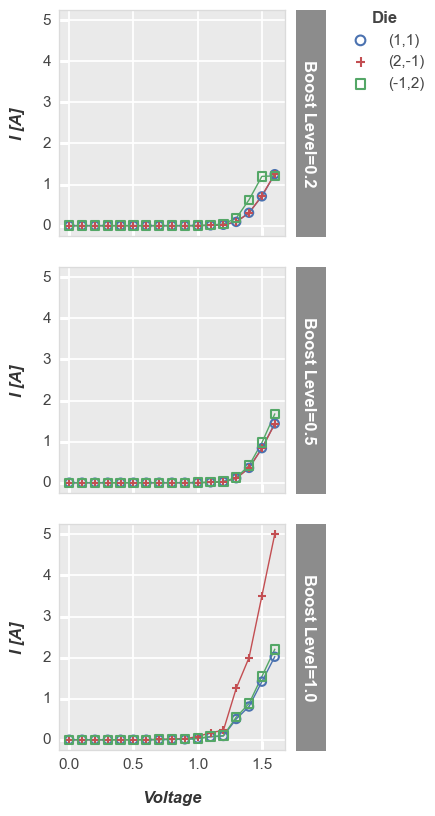 Die
(1,1)
(2,-1)
(-1,2)
5
4
3
2
1
0
I [A]
Boost Level=0.2
5
4
3
2
1
0
I [A]
Boost Level=0.5
5
4
3
2
1
0
I [A]
Boost Level=1.0
0.0 0.5 1.0 1.5
Voltage